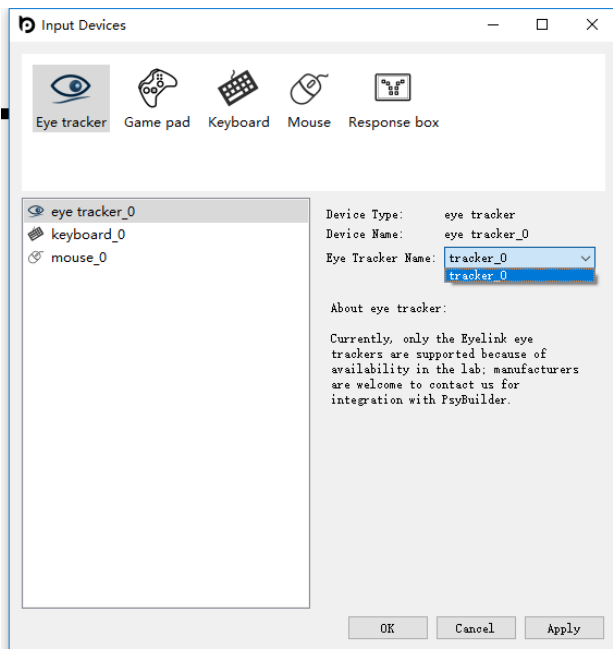 Input Devices
Eye tracker Game pad Keyboard Mouse Response box
eye tracker_0
keyboard_0
mouse_0
Device Type: eye tracker
Device Name: eye tracker_0
Eye Tracker Name: tracker_0
tracker_0
About eye tracker:
Currently, only the Eyelink eye
trackers are supported because of
availability in the lab; manufacturers
are welcome to contact us for
integration with PsyBuilder.
OK Cancel Apply